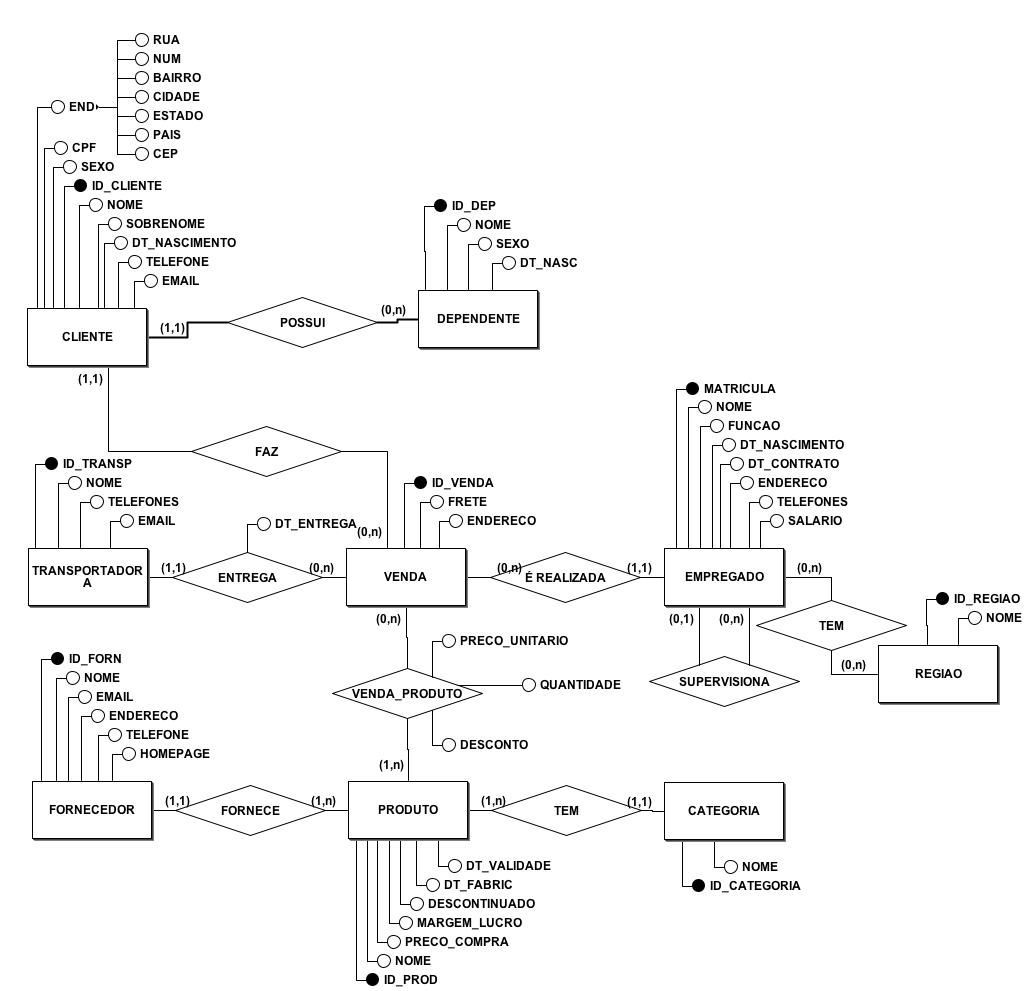 RUA
NUM
BAIRRO
CIDADE
END
ESTADO
PAIS
CEP
CPF
SEXO
ID_CLIENTE
NOME
SOBRENOME
DT_NASCIMENTO
TELEFONE
EMAIL
CLIENTE
(1,1)
(1,1)
POSSUI
(0,n)
ID_DEP
NOME
SEXO
DT_NASC
DEPENDENTE
FAZ
(0,n)
ID_TRANSP
NOME
TELEFONES
EMAIL
TRANSPORTADOR
A
(1,1)
ENTREGA
DT_ENTREGA
(0,n)
ID_VENDA
FRETE
ENDERECO
VENDA
(0,n)
É REALIZADA
(1,1)
MATRICULA
NOME
FUNCAO
DT_NASCIMENTO
DT_CONTRATO
ENDERECO
TELEFONES
SALARIO
EMPREGADO
(0,n)
(0,1)
(0,n)
SUPERVISIONA
TEM
(0,n)
ID_REGIAO
NOME
REGIAO
(0,n)
PRECO_UNITARIO
VENDA_PRODUTO
QUANTIDADE
DESCONTO
(1,n)
ID_FORN
NOME
EMAIL
ENDERECO
TELEFONE
HOMEPAGE
FORNECEDOR
(1,1)
FORNECE
(1,n)
PRODUTO
(1,n)
TEM
(1,1)
CATEGORIA
NOME
ID_CATEGORIA
DT_VALIDADE
DT_FABRIC
DESCONTINUADO
MARGEM_LUCRO
PRECO_COMPRA
NOME
ID_PROD